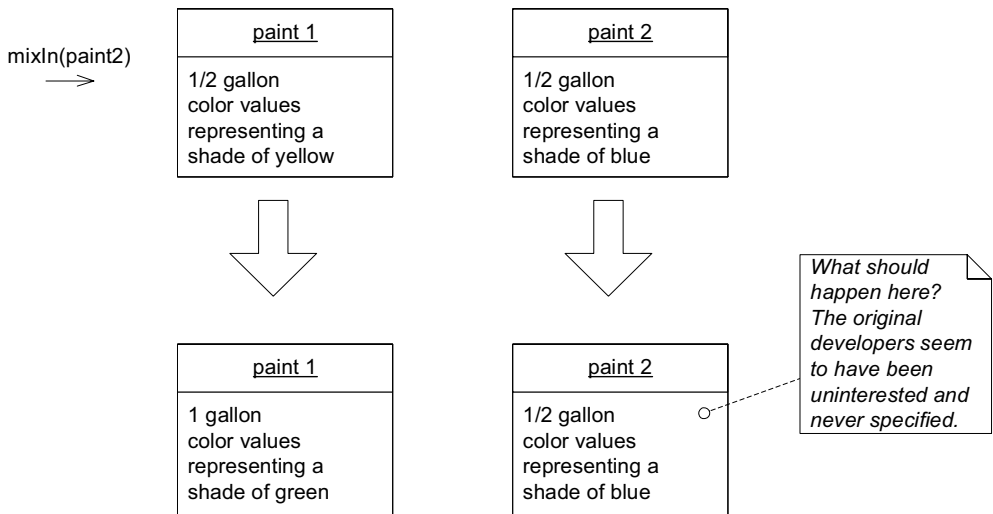 mixIn(paint2)
paint 1
1/2 gallon
color values
representing a
shade of yellow
paint 2
1/2 gallon
color values
representing a
shade of blue
What should
happen here?
The original
developers seem
to have been
uninterested and
never specified.
paint 1
1 gallon
color values
representing a
shade of green
paint 2
1/2 gallon
color values
representing a
shade of blue